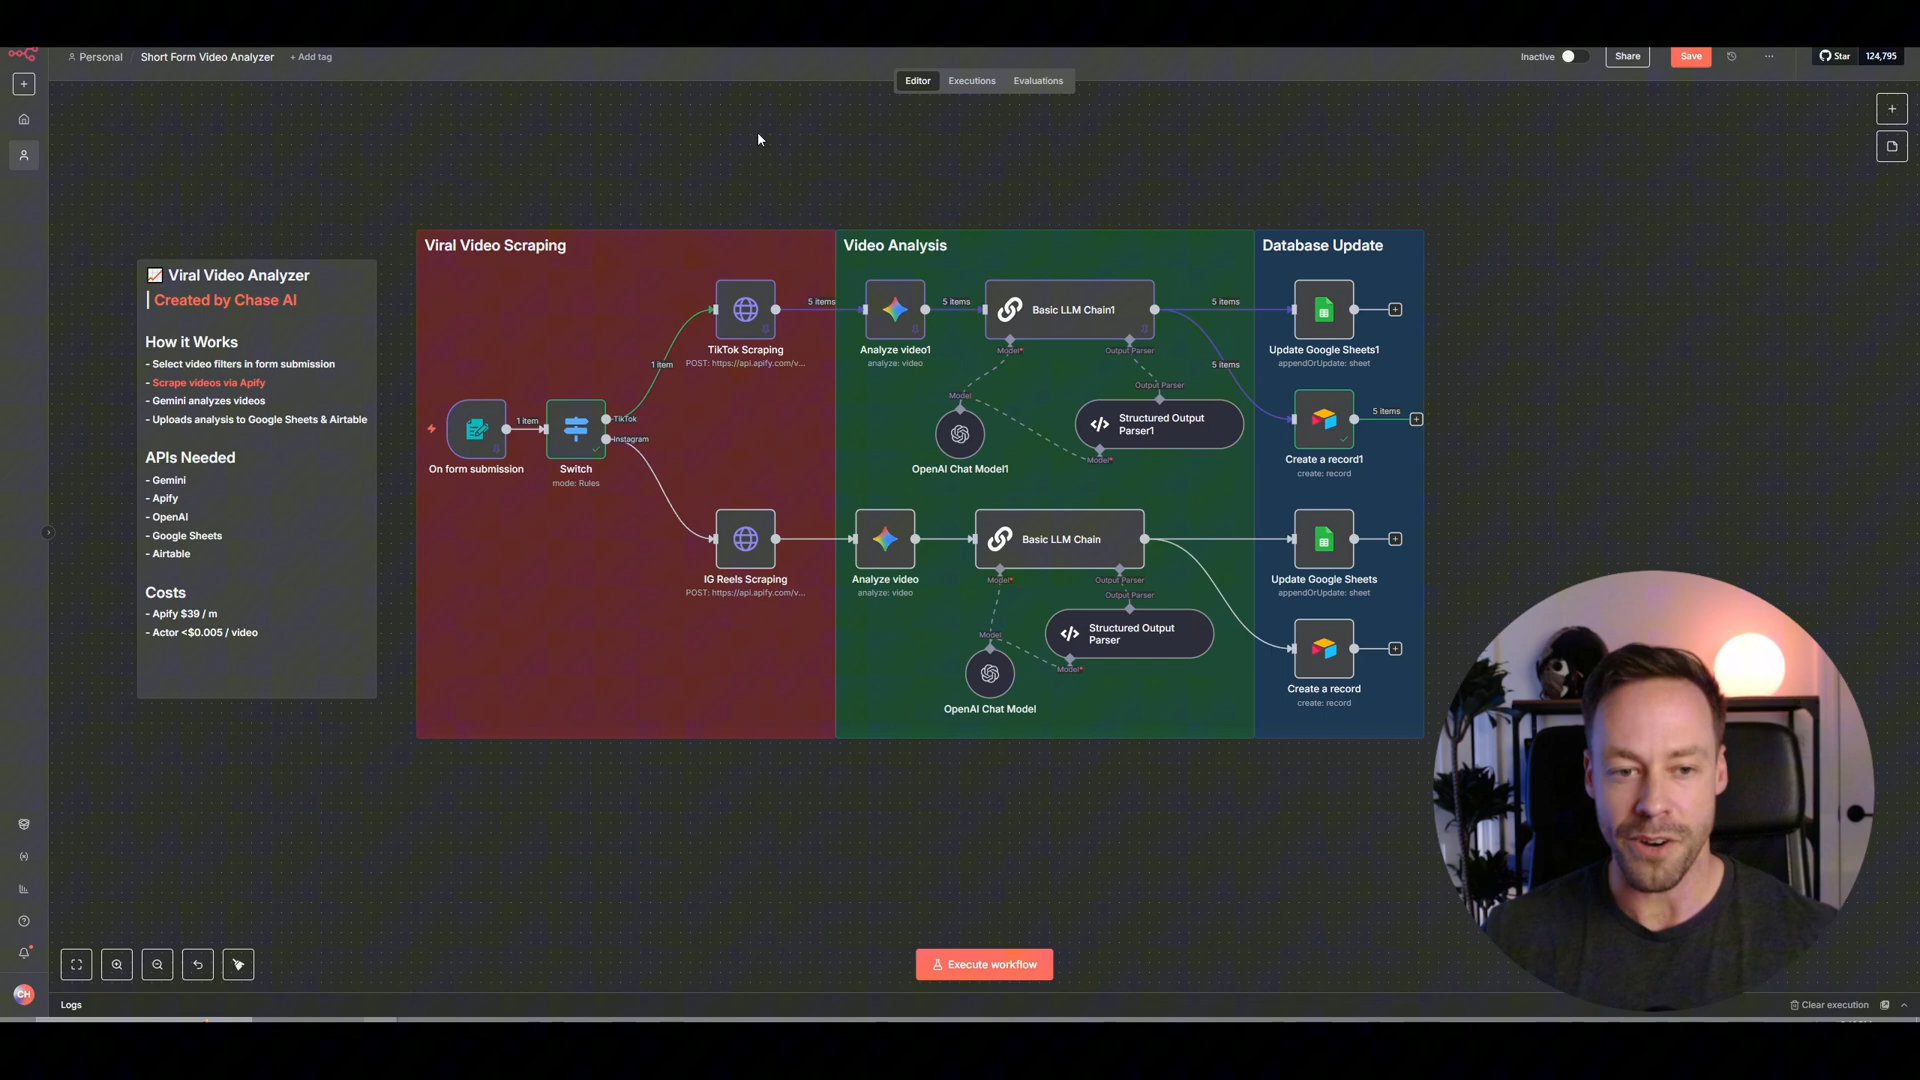 Personal / Short Form Video Analyzer + Add tag
Inactive
Share
Save
Star 124,795
Editor Executions Evaluations
📈 Viral Video Analyzer
Created by Chase AI
How it Works
- Select video filters in form submission
- Scrape videos via Apify
- Gemini analyzes videos
- Uploads analysis to Google Sheets & Airtable
APIs Needed
- Gemini
- Apify
- OpenAI
- Google Sheets
- Airtable
Costs
- Apify $39 / m
- Actor <$0.005 / video
Viral Video Scraping
On form submission
1 item
Switch
mode: Rules
TikTok
Instagram
1 item
TikTok Scraping
POST: https://api.apify.com/v...
5 items
IG Reels Scraping
POST: https://api.apify.com/v...
Video Analysis
Analyze video1
analyze: video
5 items
Basic LLM Chain1
Model*
Output Parser
5 items
5 items
Model
Output Parser
OpenAI Chat Model1
Structured Output
Parser1
Model*
Analyze video
analyze: video
Basic LLM Chain
Model*
Output Parser
Output Parser
Model
Structured Output
Parser
Model*
OpenAI Chat Model
Database Update
Update Google Sheets1
appendOrUpdate: sheet
5 items
Create a record1
create: record
Update Google Sheets
appendOrUpdate: sheet
Create a record
create: record
Execute workflow
CH
Logs
Clear execution